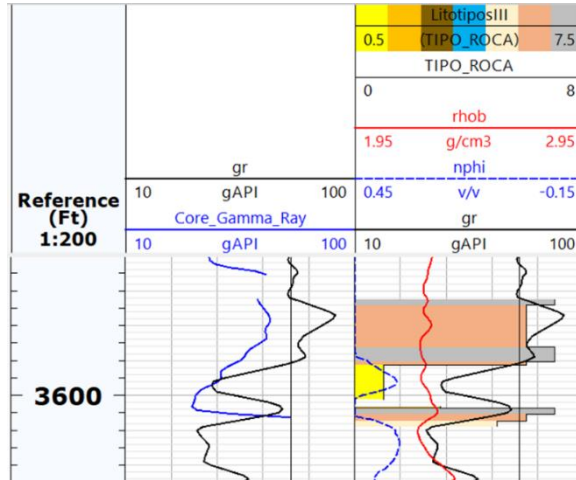 LitotiposIII
0.5 (TIPO_ROCA) 7.5
TIPO_ROCA
0 8
rhob
1.95 g/cm3 2.95
gr nphi
10 gAPI 100 0.45 v/v -0.15
Reference
(Ft)
1:200
Core_Gamma_Ray gr
10 gAPI 100 10 gAPI 100
3600